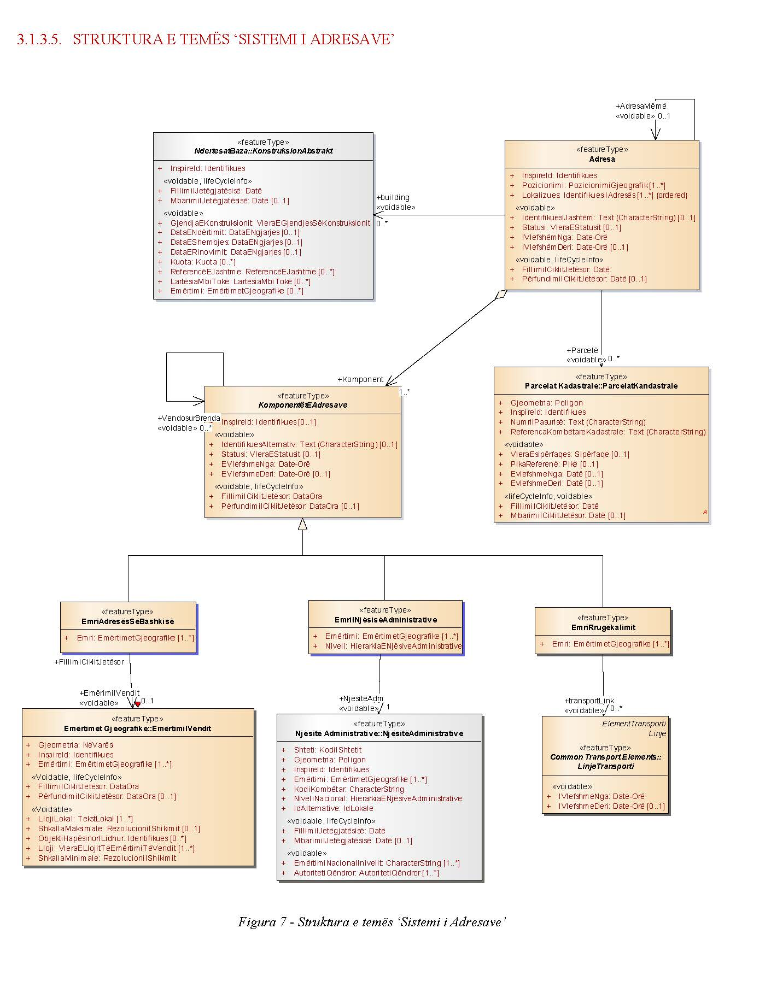 3.1.3.5. STRUKTURA E TEMËS ‘SISTEMI I ADRESAVE’
+AdresaMëmë
«voidable» 0..1
«featureType»
NdertesatBaza::KonstruksionAbstrakt
+ InspireId: Identifikues
«voidable, lifeCycleInfo»
+ FillimiIJetëgjatësisë: Datë
+ MbarimiIJetëgjatësisë: Datë [0..1]
«voidable»
+ GjendjaEKonstruksionit: VleraEGjendjesSëKonstruksionit
+ DataENdërtimit: DataENgjarjes [0..1]
+ DataEShembjes: DataENgjarjes [0..1]
+ DataERinovimit: DataENgjarjes [0..1]
+ Kuota: Kuota [0..*]
+ ReferencëEJashtme: ReferencëEJashtme [0..*]
+ LartësiaMbiTokë: LartësiaMbiTokë [0..*]
+ Emërtimi: EmërtimetGjeografike [0..*]
+building
«voidable»
0..*
«featureType»
Adresa
+ InspireId: Identifikues
+ Pozicionimi: PozicionimiGjeografik [1..*]
+ Lokalizues: IdentifikuesiIAdresës [1..*] {ordered}
«voidable»
+ IdentifikuesIJashtëm: Text (CharacterString) [0..1]
+ Statusi: VleraEStatusit [0..1]
+ IVlefshëmNga: Date-Orë
+ IVlefshëmDeri: Date-Orë [0..1]
«voidable, lifeCycleInfo»
+ FillimiICiklitJetësor: Datë
+ PërfundimiICiklitJetësor: Datë [0..1]
+Parcelë
«voidable» 0..*
+Komponent
1..*
«featureType»
KomponentëtEAdresave
+VendosurBrenda
«voidable» 0..*
InspireId: Identifikues [0..1]
«voidable»
+ IdentifikuesAlternativ: Text (CharacterString) [0..1]
+ Statusi: VleraEStatusit [0..1]
+ EVlefshmeNga: Date-Orë
+ EVlefshmeDeri: Date-Orë [0..1]
«voidable, lifeCycleInfo»
+ FillimiICiklitJetësor: DataOra
+ PërfundimiICiklitJetësor: DataOra [0..1]
«featureType»
Parcelat Kadastrale::ParcelatKandastrale
+ Gjeometria: Poligon
+ InspireId: Identifikues
+ NumriIPasurisë: Text (CharacterString)
+ ReferencaKombëtareKadastrale: Text (CharacterString)
«voidable»
+ VleraEsipërfaqes: Sipërfaqe [0..1]
+ PikaReferenë: Pikë [0..1]
+ EvlefshmeNga: Datë [0..1]
+ EvlefshmeDeri: Datë [0..1]
«lifeCycleInfo, voidable»
+ FillimiICiklitJetësor: Datë
+ MbarimiICiklitJetësor: Datë [0..1]
A
«featureType»
EmriAdresësSëBashkisë
+ Emri: EmërtimetGjeografike [1..*]
«featureType»
EmriINjësisëAdministrative
+ Emërtimi: EmërtimetGjeografike [1..*]
+ Niveli: HierarkiaENjësiveAdministrative
«featureType»
EmriRrugëkalimit
+ Emri: EmërtimetGjeografike [1..*]
+FillimiCiklitJetësor
+EmërimiIVendit
«voidable» 0..1
+NjësitëAdm
«voidable» 1
+transportLink
«voidable» 0..*
«featureType»
Emërtimet Gjeografike::EmërtimiIVendit
+ Gjeometria: NëVarësi
+ InspireId: Identifikues
+ Emërtimi: EmërtimetGjeografike [1..*]
«Voidable, lifeCycleInfo»
+ FillimiICiklitJetësor: DataOra
+ PërfundimiICiklitJetësor: DataOra [0..1]
«Voidable»
+ LlojiLokal: TekstLokal [1..*]
+ ShkallaMaksimale: RezolucioniIShikimit [0..1]
+ ObjektiHapësinorILidhur: Identifikues [0..*]
+ Lloji: VleraELlojitTëEmërtimiTëVendit [1..*]
+ ShkallaMinimale: RezolucioniIShikimit
«featureType»
Njësitë Administrative::NjësitëAdministrative
+ Shteti: KodiIShtetit
+ Gjeometria: Poligon
+ InspireId: Identifikues
+ Emërtimi: EmërtimetGjeografike [1..*]
+ KodiKombëtar: CharacterString
+ NiveliNacional: HierarkiaENjësiveAdministrative
+ IdAlternative: IdLokale
«voidable, lifeCycleInfo»
+ FillimiIJetëgjatësisë: Datë
+ MbarimiIJetëgjatësisë: Datë [0..1]
«voidable»
+ EmërtimiNacionalInivelit: CharacterString [1..*]
+ AutoritetiQëndror: AutoritetiQëndror [1..*]
ElementTransporti
Linjë
«featureType»
Common Transport Elements::
LinjeTransporti
«voidable»
+ IVlefshmeNga: Date-Orë
+ IVlefshmeDeri: Date-Orë [0..1]
Figura 7 - Struktura e temës ‘Sistemi i Adresave’